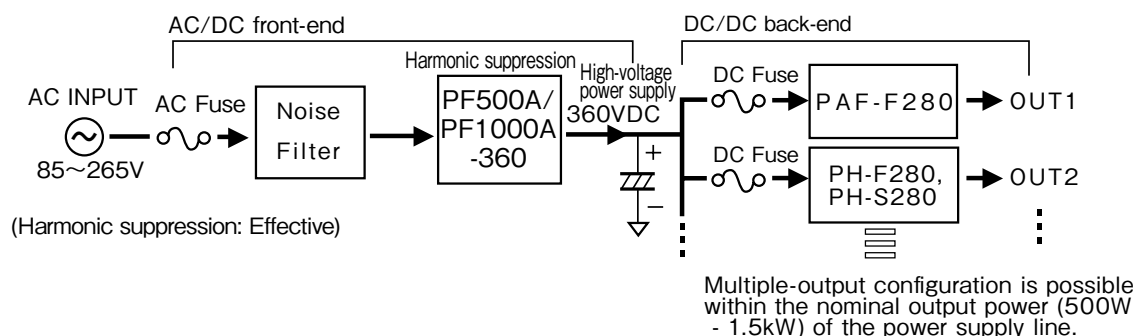 AC/DC front-end
DC/DC back-end
Harmonic suppression
High-voltage
power supply
360VDC
AC INPUT
85～265V
AC Fuse
Noise
Filter
PF500A/
PF1000A
-360
+
−
DC Fuse
PAF-F280
OUT1
DC Fuse
PH-F280,
PH-S280
OUT2
(Harmonic suppression: Effective)
Multiple-output configuration is possible
within the nominal output power (500W
- 1.5kW) of the power supply line.